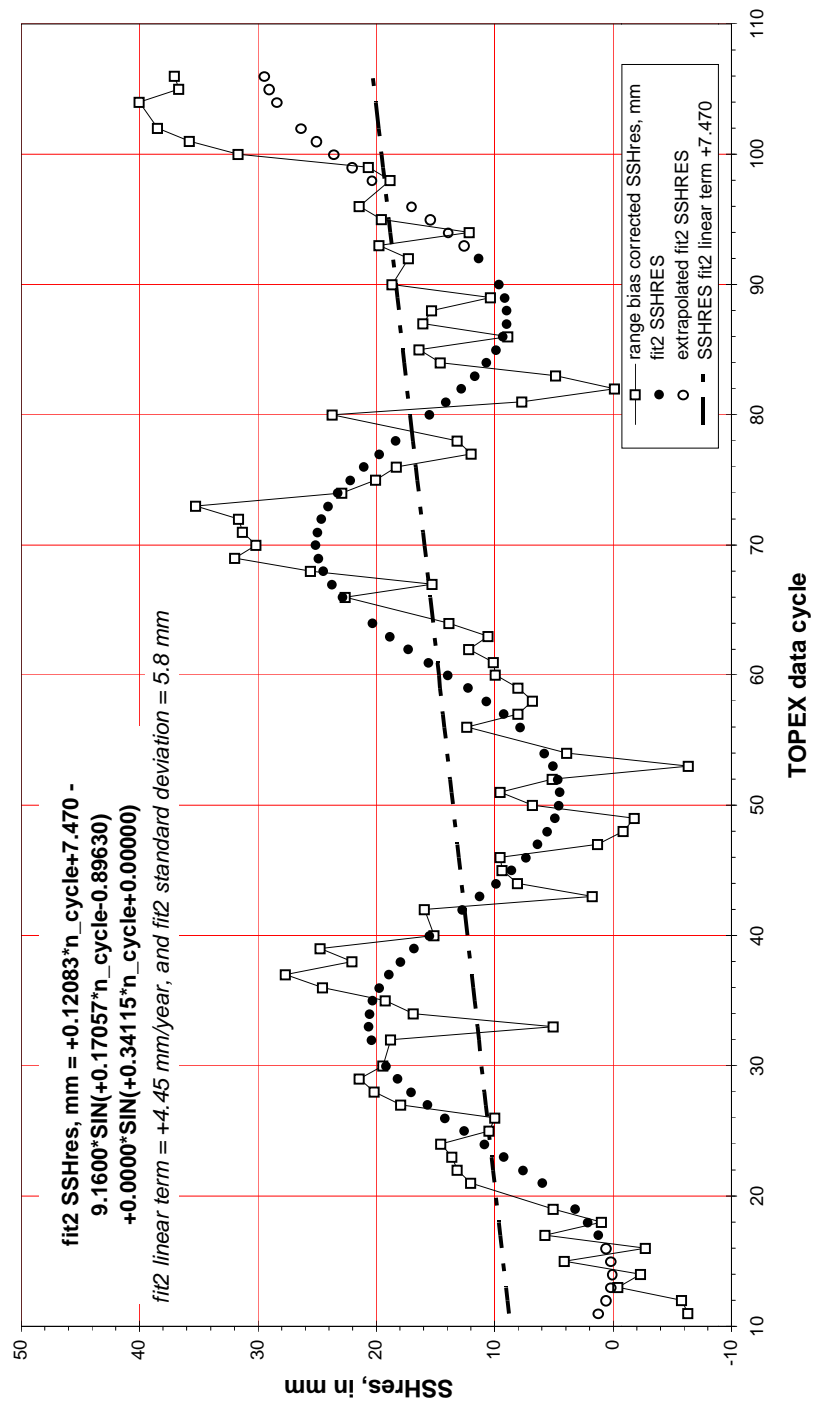 fit2 SSHres, mm = +0.12083*n_cycle+7.470 -
9.1600*SIN(+0.17057*n_cycle-0.89630)
+0.0000*SIN(+0.34115*n_cycle+0.00000)
fit2 linear term = +4.45 mm/year, and fit2 standard deviation = 5.8 mm
SSHres, in mm
50
40
30
20
10
0
-10
10
20
30
40
50
60
70
80
90
100
110
TOPEX data cycle
range bias corrected SSHres, mm
fit2 SSHRES
extrapolated fit2 SSHRES
SSHRES fit2 linear term +7.470